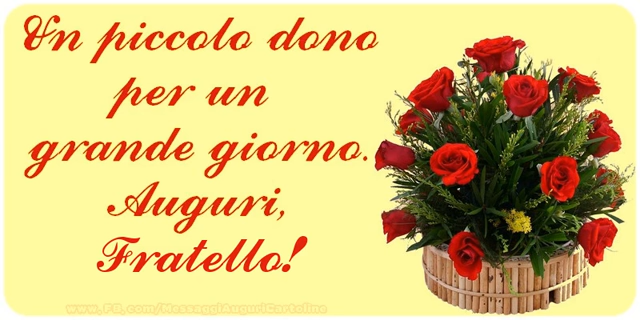 Un piccolo dono
per un
grande giorno.
Auguri,
Fratello!
www.FB.com/MessaggiAuguriCartoline